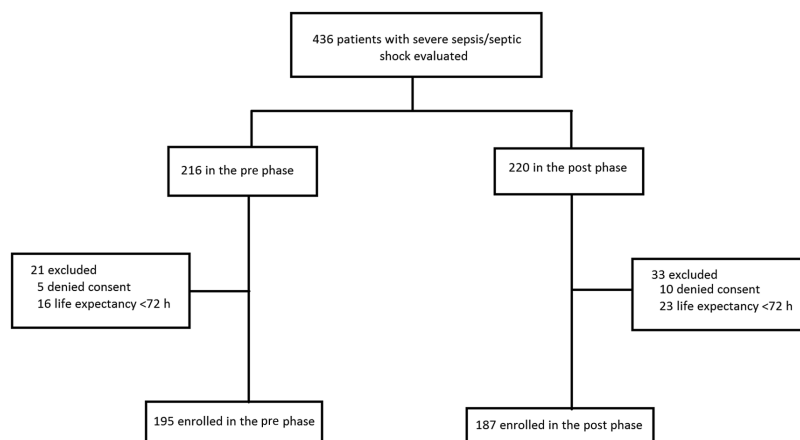 436 patients with severe sepsis/septic
shock evaluated
216 in the pre phase
220 in the post phase
21 excluded
5 denied consent
16 life expectancy <72 h
33 excluded
10 denied consent
23 life expectancy <72 h
195 enrolled in the pre phase
187 enrolled in the post phase